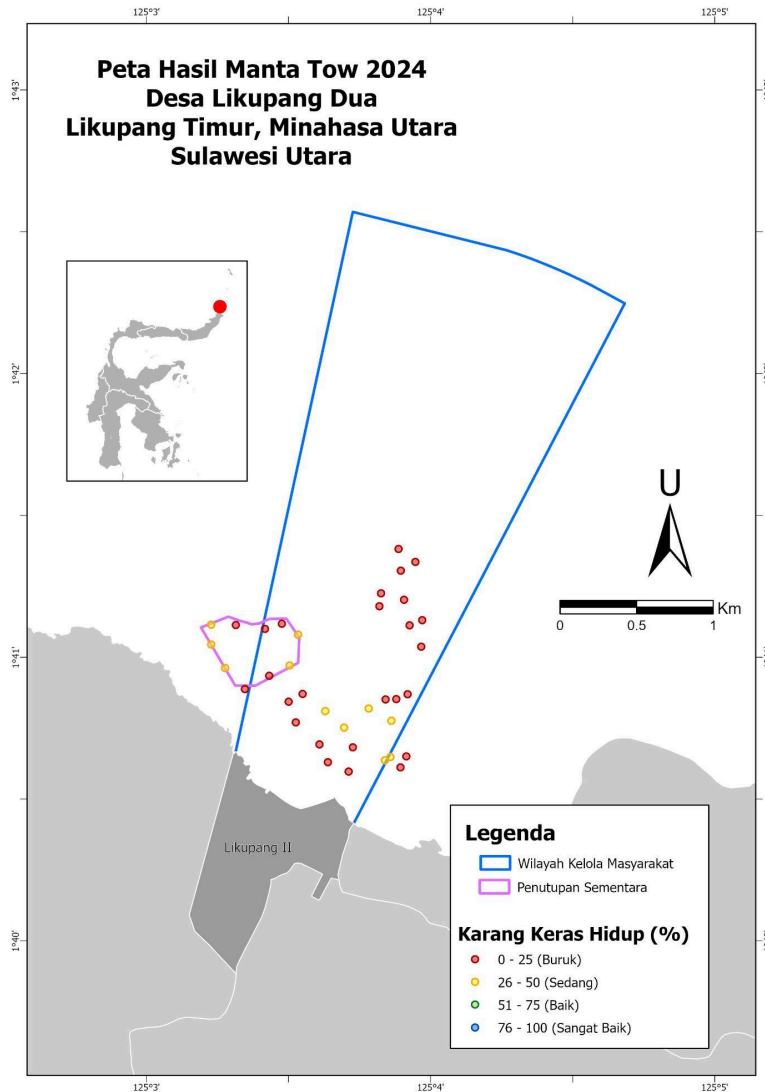 125°3'
125°4'
125°5'
Peta Hasil Manta Tow 2024
Desa Likupang Dua
Likupang Timur, Minahasa Utara
Sulawesi Utara
1°43'
1°42'
1°41'
1°40'
U
Km
0 0.5 1
Likupang II
Legenda
Wilayah Kelola Masyarakat
Penutupan Sementara
Karang Keras Hidup (%)
0 - 25 (Buruk)
26 - 50 (Sedang)
51 - 75 (Baik)
76 - 100 (Sangat Baik)
125°3'
125°4'
125°5'